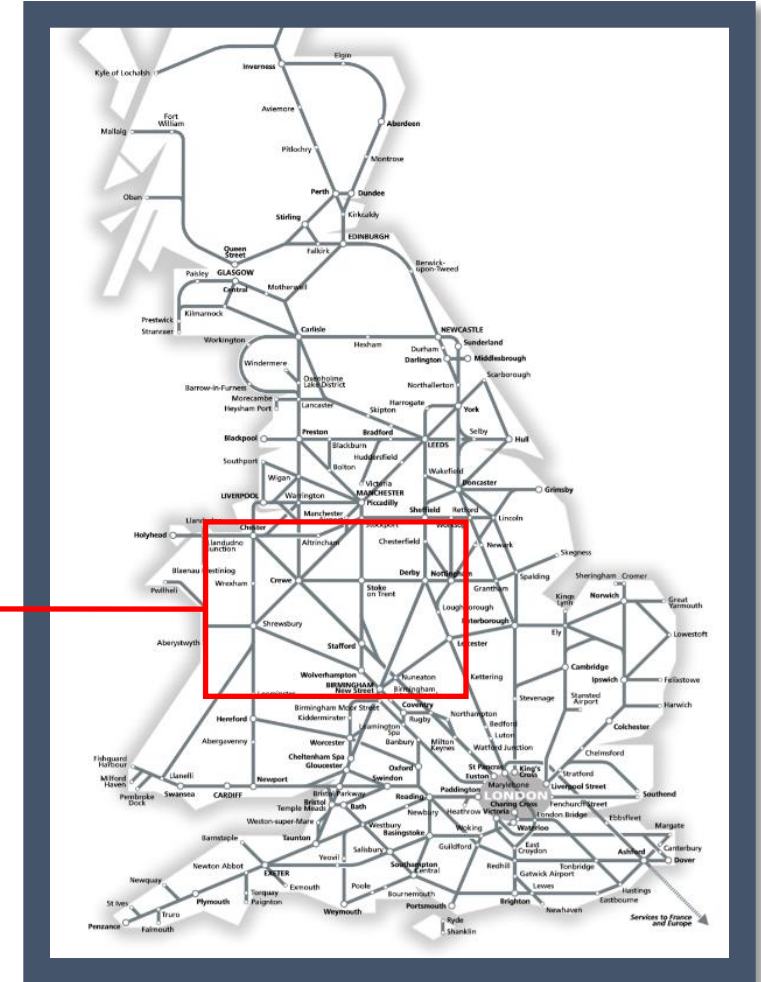 Elgin
Inverness
Kyle of Lochalsh
Aviemore
Fort
William
Mallaig
Aberdeen
Pitlochry
Montrose
Perth
Dundee
Oban
Stirling
Kirkcaldy
EDINBURGH
Queen
Street
Falkirk
Berwick-
upon-Tweed
Paisley
GLASGOW
Central
Motherwell
Prestwick
Kilmarnock
Stranraer
Carlisle
NEWCASTLE
Workington
Hexham
Sunderland
Durham
Darlington
Middlesbrough
Windermere
Scarborough
Oxenholme
Lake District
Northallerton
Barrow-in-Furness
Morecambe
Heysham Port
Lancaster
Harrogate
York
Skipton
Blackpool
Preston
Bradford
Selby
Hull
Blackburn
LEEDS
Huddersfield
Southport
Bolton
Wakefield
Wigan
Victoria
Doncaster
LIVERPOOL
Warrington
MANCHESTER
Piccadilly
Grimsby
Manchester
Sheffield
Retford
Lincoln
Stockport
Holyhead
Chester
Llandudno
Junction
Altrincham
Chesterfield
Newark
Skegness
Blaenau Ffestiniog
Pwllheli
Wrexham
Crewe
Stoke
on Trent
Derby
Nottingham
Grantham
Spalding
Sheringham
Cromer
Kings
Lynn
Norwich
Great
Yarmouth
Loughborough
Aberystwyth
Shrewsbury
Peterborough
Ely
Lowestoft
Stafford
Leicester
Cambridge
Wolverhampton
Nuneaton
Kettering
Ipswich
Felixstowe
BIRMINGHAM
New Street
Birmingham
Leominster
Stevenage
Stansted
Airport
Harwich
Birmingham Moor Street
Coventry
Hereford
Kidderminster
Rugby
Northampton
Leamington
Spa
Bedford
Colchester
Abergavenny
Worcester
Banbury
Milton
Keynes
Luton
Watford Junction
Chelmsford
Fishguard
Harbour
Cheltenham Spa
Gloucester
Oxford
St Pancras
Euston
King's
Cross
Stratford
Milford
Haven
Llanelli
Newport
Swindon
Paddington
Marylebone
Liverpool Street
Pembroke
Dock
Swansea
CARDIFF
Bristol Parkway
Reading
LONDON
Southend
Bristol
Temple Meads
Bath
Newbury
Heathrow
Victoria
Charing Cross
Fenchurch Street
London Bridge
Ebbsfleet
Weston-super-Mare
Westbury
Basingstoke
Woking
Waterloo
Margate
Barnstaple
Taunton
Salisbury
Guildford
East
Croydon
Canterbury
Yeovil
Ashford
Dover
Newton Abbot
EXETER
Southampton
Central
Redhill
Tonbridge
Gatwick Airport
Newquay
Exmouth
Poole
Lewes
Hastings
Torquay
Paignton
Bournemouth
Eastbourne
St Ives
Plymouth
Truro
Weymouth
Portsmouth
Brighton
Newhaven
Penzance
Falmouth
Ryde
Shanklin
Services to France
and Europe